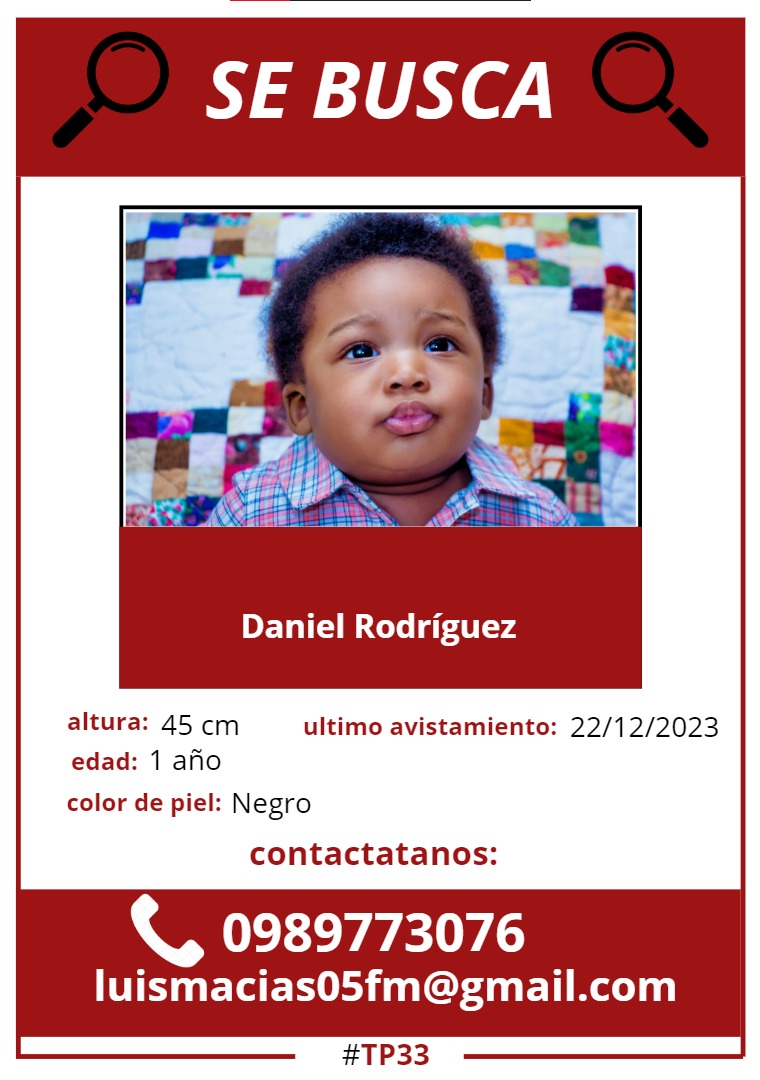 SE BUSCA
Daniel Rodríguez
altura: 45 cm ultimo avistamiento: 22/12/2023
edad: 1 año
color de piel: Negro
contactatanos:
0989773076
luismacias05fm@gmail.com
#TP33